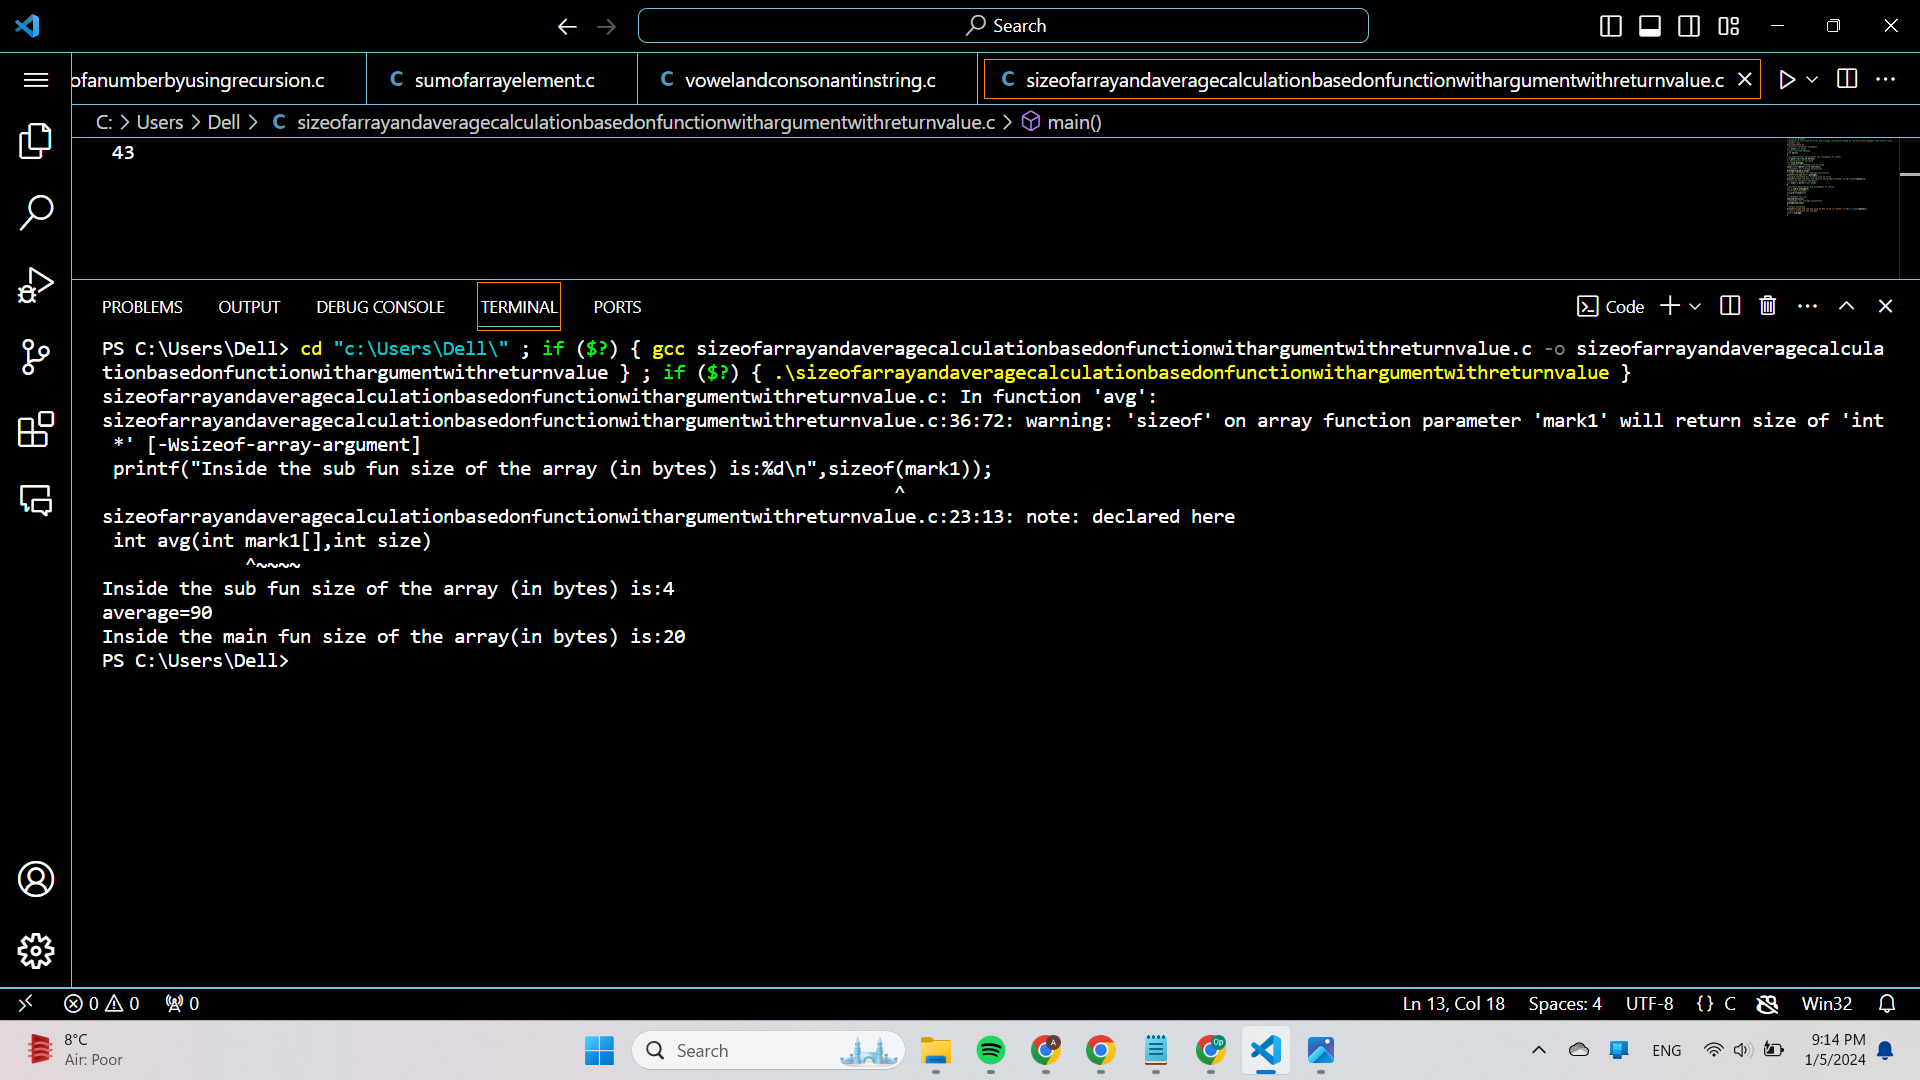 Search
ofanumberbyusingrecursion.c
C sumofarrayelement.c
C vowelandconsonantinstring.c
C sizeofarrayandaveragecalculationbasedonfunctionwithargumentwithreturnvalue.c
C: > Users > Dell > C sizeofarrayandaveragecalculationbasedonfunctionwithargumentwithreturnvalue.c > main()
43
PROBLEMS OUTPUT DEBUG CONSOLE TERMINAL PORTS
Code
PS C:\Users\Dell> cd "c:\Users\Dell\" ; if ($?) { gcc sizeofarrayandaveragecalculationbasedonfunctionwithargumentwithreturnvalue.c -o sizeofarrayandaveragecalcula
tionbasedonfunctionwithargumentwithreturnvalue } ; if ($?) { .\sizeofarrayandaveragecalculationbasedonfunctionwithargumentwithreturnvalue }
sizeofarrayandaveragecalculationbasedonfunctionwithargumentwithreturnvalue.c: In function 'avg':
sizeofarrayandaveragecalculationbasedonfunctionwithargumentwithreturnvalue.c:36:72: warning: 'sizeof' on array function parameter 'mark1' will return size of 'int
*' [-Wsizeof-array-argument]
printf("Inside the sub fun size of the array (in bytes) is:%d\n",sizeof(mark1));
^
sizeofarrayandaveragecalculationbasedonfunctionwithargumentwithreturnvalue.c:23:13: note: declared here
int avg(int mark1[],int size)
^~~~~
Inside the sub fun size of the array (in bytes) is:4
average=90
Inside the main fun size of the array(in bytes) is:20
PS C:\Users\Dell>
0 0 0
Ln 13, Col 18 Spaces: 4 UTF-8 {} C Win32
8°C
Air: Poor
Search
A
Op
ENG
9:14 PM
1/5/2024